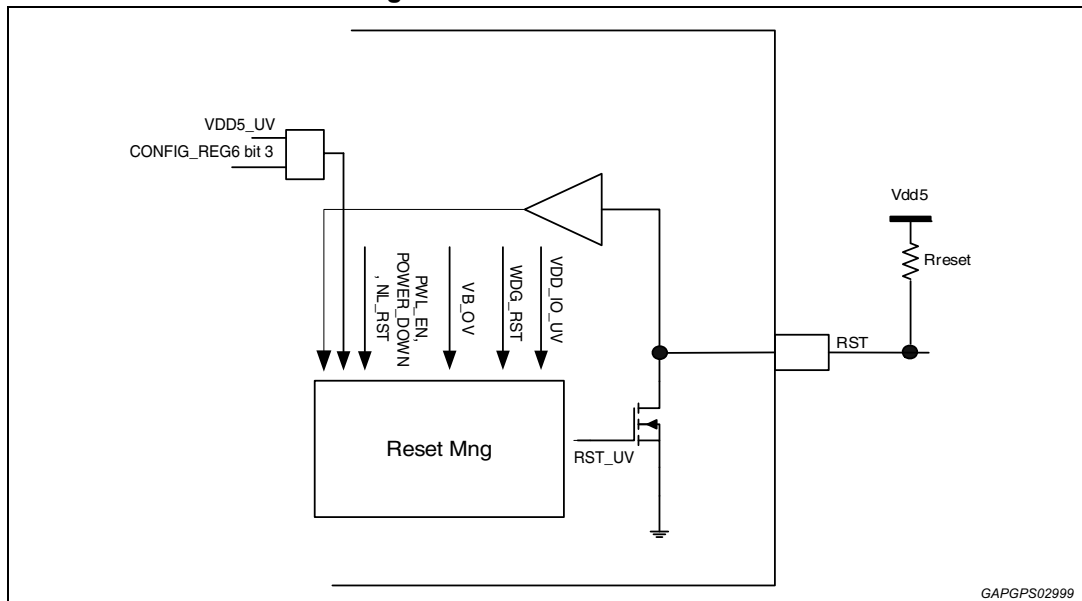 VDD5_UV
CONFIG_REG6 bit 3
Vdd5
Rreset
PWL_EN,
POWER_DOWN
, NL_RST
VB_OV
WDG_RST
VDD_IO_UV
RST
Reset Mng
RST_UV
GAPGPS02999